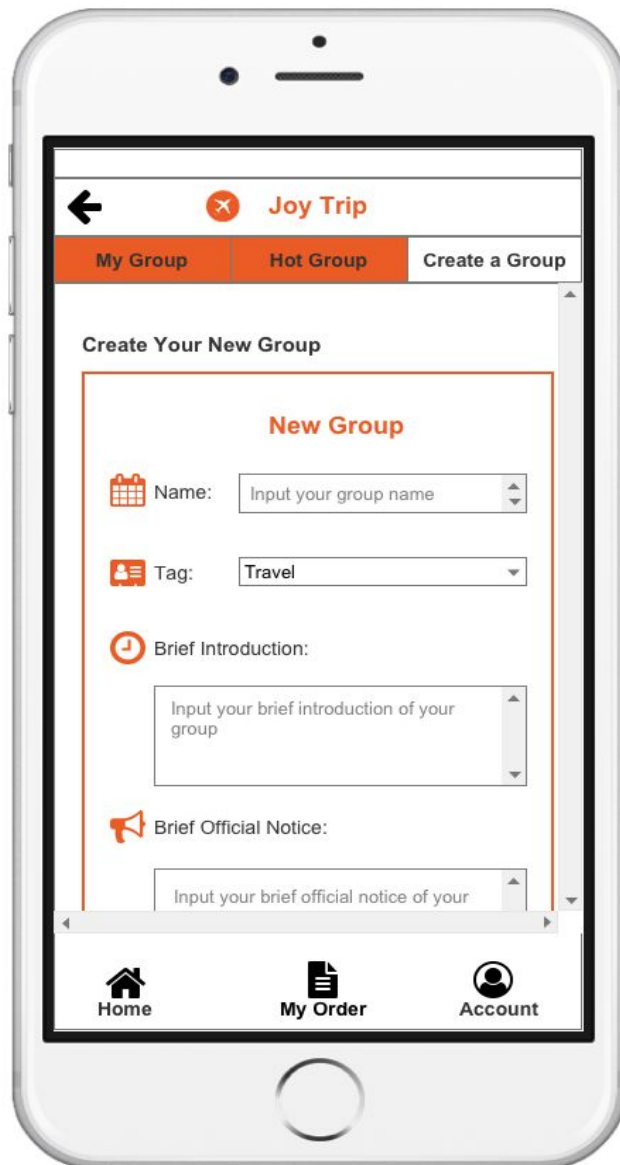 Joy Trip
My Group Hot Group Create a Group
Create Your New Group
New Group
Name: Input your group name
Tag: Travel
Brief Introduction:
Input your brief introduction of your
group
Brief Official Notice:
Input your brief official notice of your
Home My Order Account